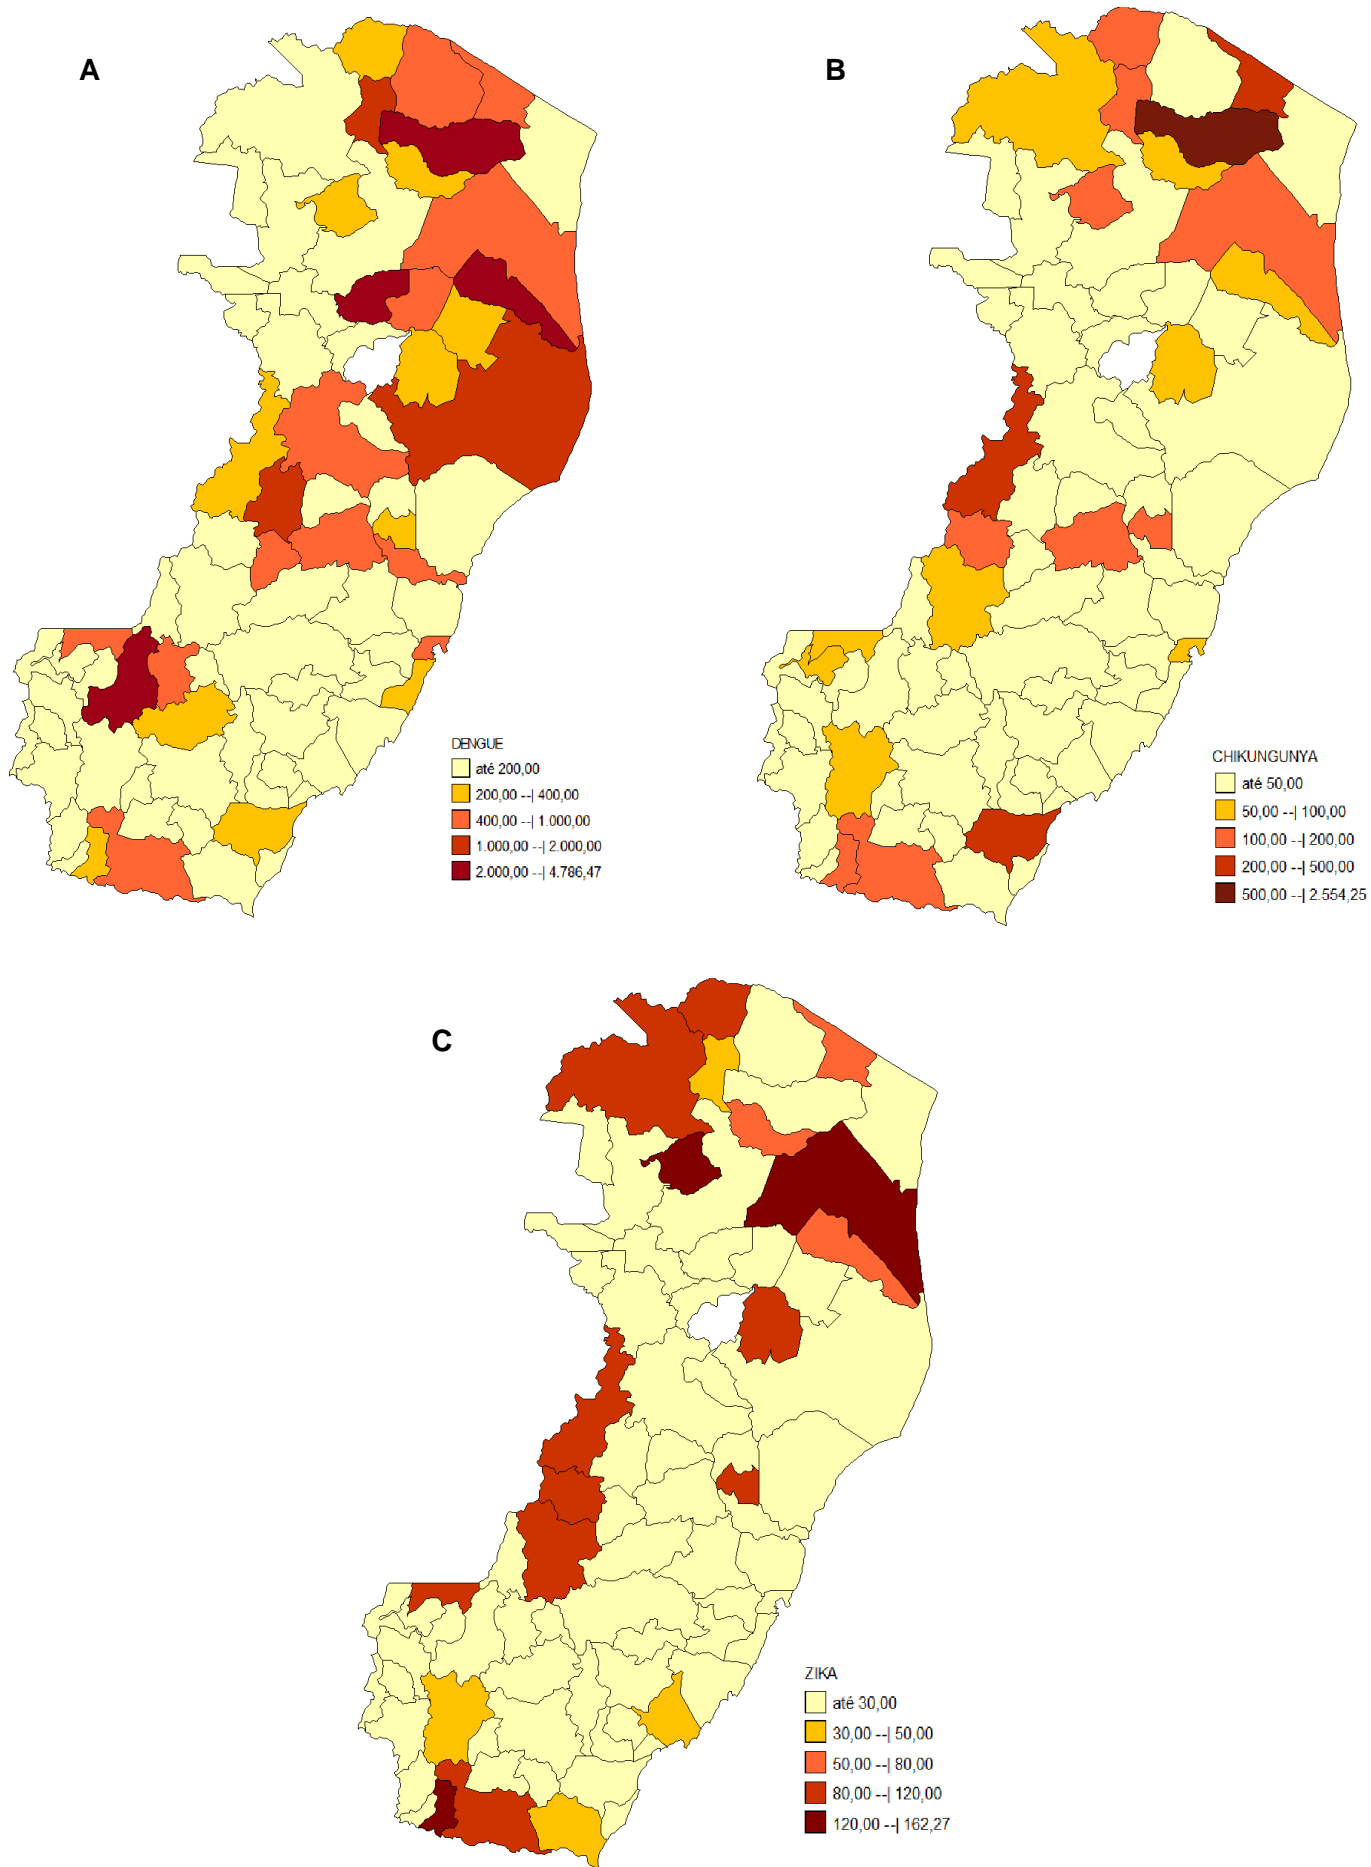 A
B
DENGUE
até 200,00
200,00 --| 400,00
400,00 --| 1.000,00
1.000,00 --| 2.000,00
2.000,00 --| 4.786,47
CHIKUNGUNYA
até 50,00
50,00 --| 100,00
100,00 --| 200,00
200,00 --| 500,00
500,00 --| 2.554,25
C
ZIKA
até 30,00
30,00 --| 50,00
50,00 --| 80,00
80,00 --| 120,00
120,00 --| 162,27